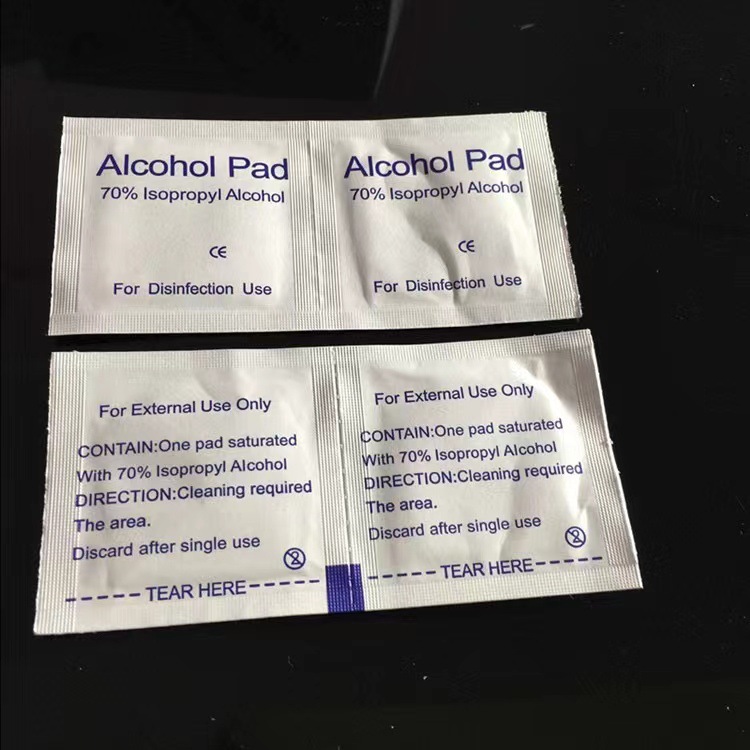 Alcohol Pad
70% Isopropyl Alcohol
CE
For Disinfection Use
Alcohol Pad
70% Isopropyl Alcohol
CE
For Disinfection Use
For External Use Only
CONTAIN:One pad saturated
With 70% Isopropyl Alcohol
DIRECTION:Cleaning required
The area.
Discard after single use
2
-----TEAR HERE-----
For External Use Only
CONTAIN:One pad saturated
With 70% Isopropyl Alcohol
DIRECTION:Cleaning required
The area.
Discard after single use
2
-----TEAR HERE-----